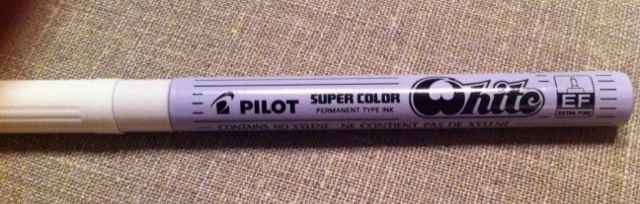 PILOT
SUPER COLOR
PERMANENT TYPE INK
White
EF
EXTRA FINE
CONTAINS NO XYLENE NE CONTIENT PAS DE XYLENE